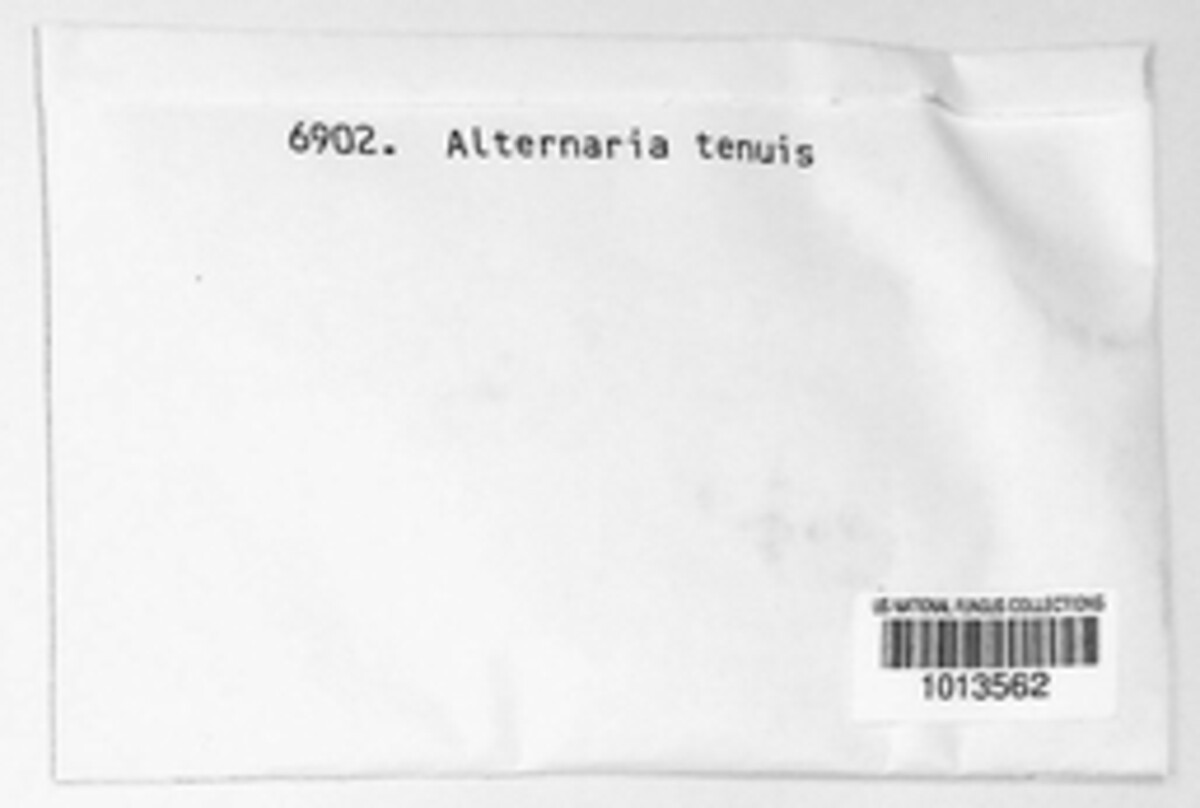 6902. Alternaria tenuis
US NATIONAL FUNGUS COLLECTIONS
1013562